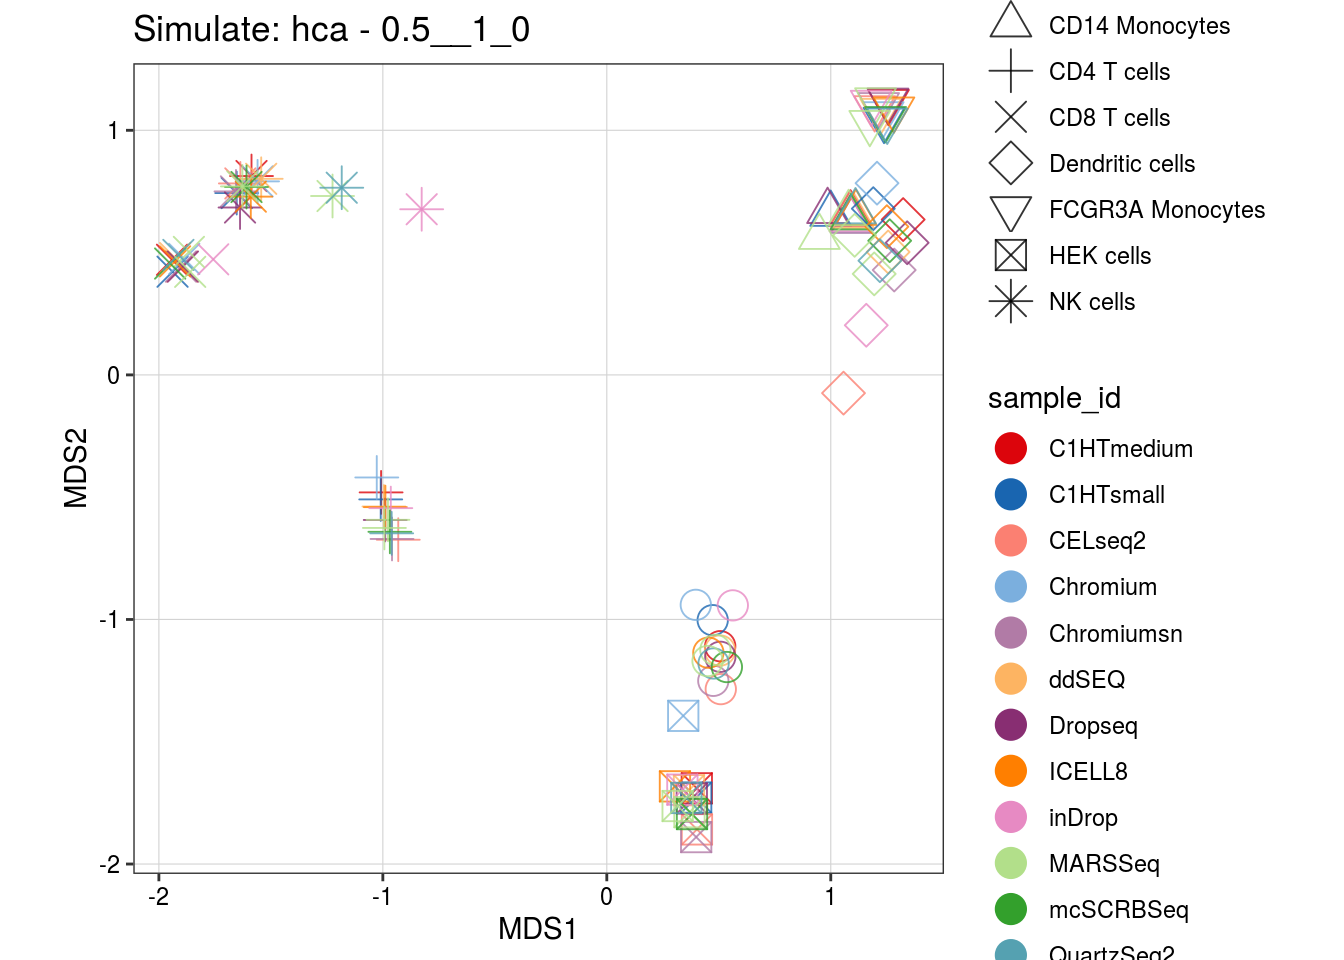 Simulate: hca - 0.5__1_0
1
0
-1
-2
MDS2
-2
-1
0
1
MDS1
CD14 Monocytes
CD4 T cells
CD8 T cells
Dendritic cells
FCGR3A Monocytes
HEK cells
NK cells
sample_id
C1HTmedium
C1HTsmall
CELseq2
Chromium
Chromiumsn
ddSEQ
Dropseq
ICELL8
inDrop
MARSSeq
mcSCRBSeq
QuartzSeq2